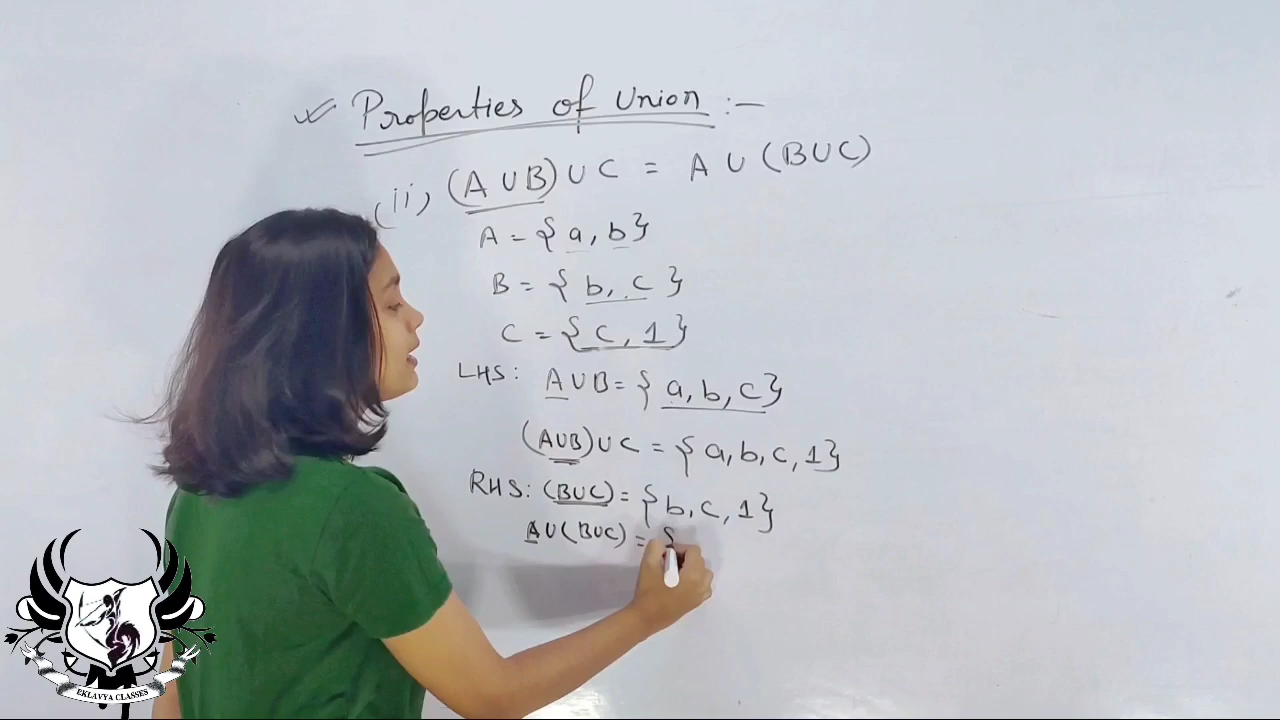 Properties of Union :-
(ii) (A ∪ B) ∪ C = A ∪ (B ∪ C)
A = { a, b }
B = { b, c }
C = { c, 1 }
LHS : A ∪ B = { a, b, c }
(A∪B) ∪ C = { a, b, c, 1 }
RHS : (B∪C) = { b, c, 1 }
A ∪ (B∪C) = {
EKLAVYA CLASSES